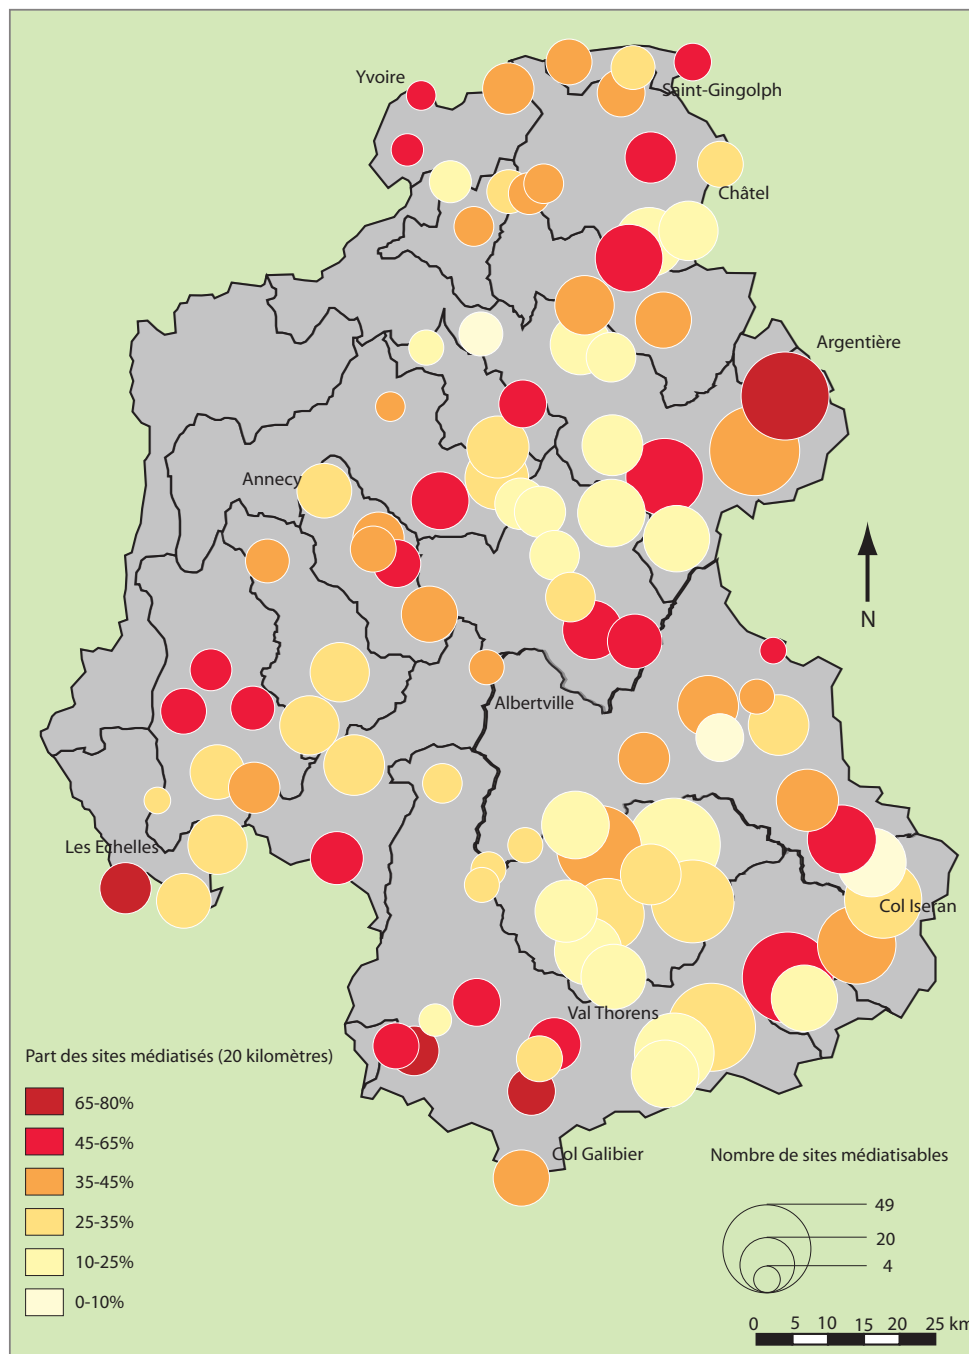 Yvoire
Saint-Gingolph
Châtel
Argentière
Annecy
N
Albertville
Les Echelles
Col Iseran
Val Thorens
Col Galibier
Part des sites médiatisés (20 kilomètres)
65-80%
45-65%
35-45%
25-35%
10-25%
0-10%
Nombre de sites médiatisables
49
20
4
0 5 10 15 20 25 km